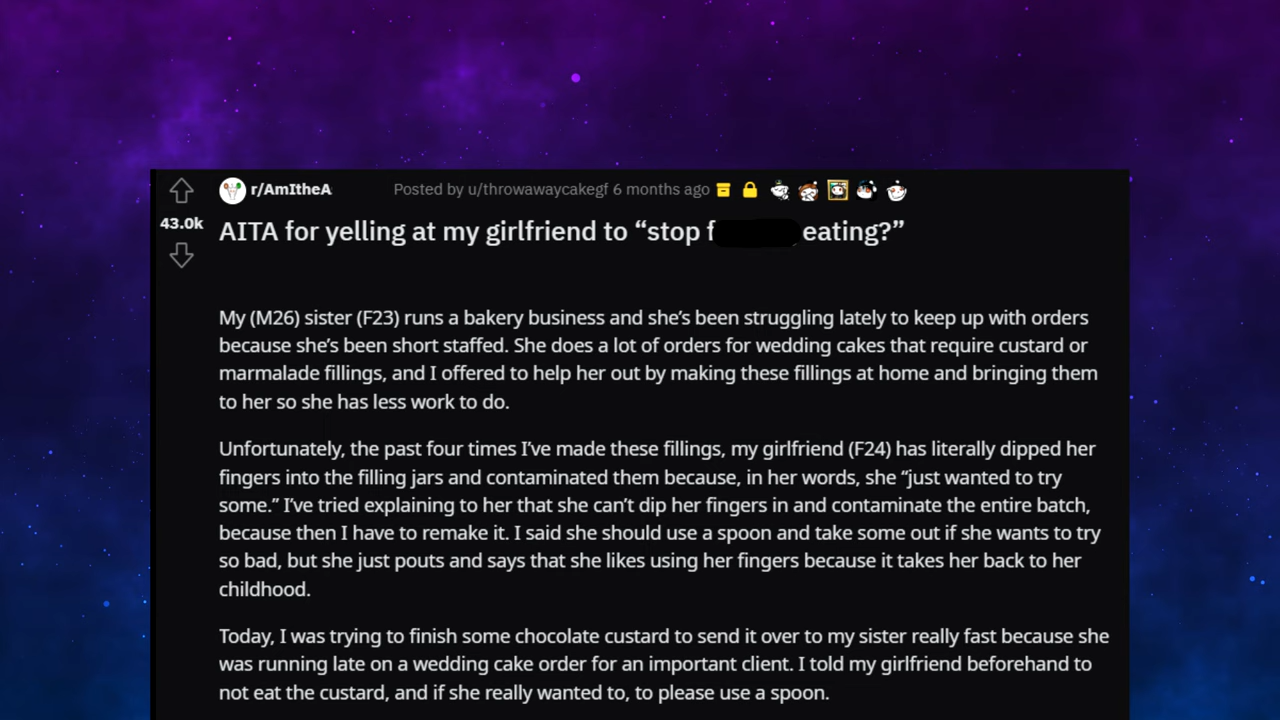 r/AmItheA Posted by u/throwawaycakegf 6 months ago
43.0k
AITA for yelling at my girlfriend to “stop f eating?”
My (M26) sister (F23) runs a bakery business and she’s been struggling lately to keep up with orders
because she’s been short staffed. She does a lot of orders for wedding cakes that require custard or
marmalade fillings, and I offered to help her out by making these fillings at home and bringing them
to her so she has less work to do.
Unfortunately, the past four times I’ve made these fillings, my girlfriend (F24) has literally dipped her
fingers into the filling jars and contaminated them because, in her words, she “just wanted to try
some.” I’ve tried explaining to her that she can’t dip her fingers in and contaminate the entire batch,
because then I have to remake it. I said she should use a spoon and take some out if she wants to try
so bad, but she just pouts and says that she likes using her fingers because it takes her back to her
childhood.
Today, I was trying to finish some chocolate custard to send it over to my sister really fast because she
was running late on a wedding cake order for an important client. I told my girlfriend beforehand to
not eat the custard, and if she really wanted to, to please use a spoon.